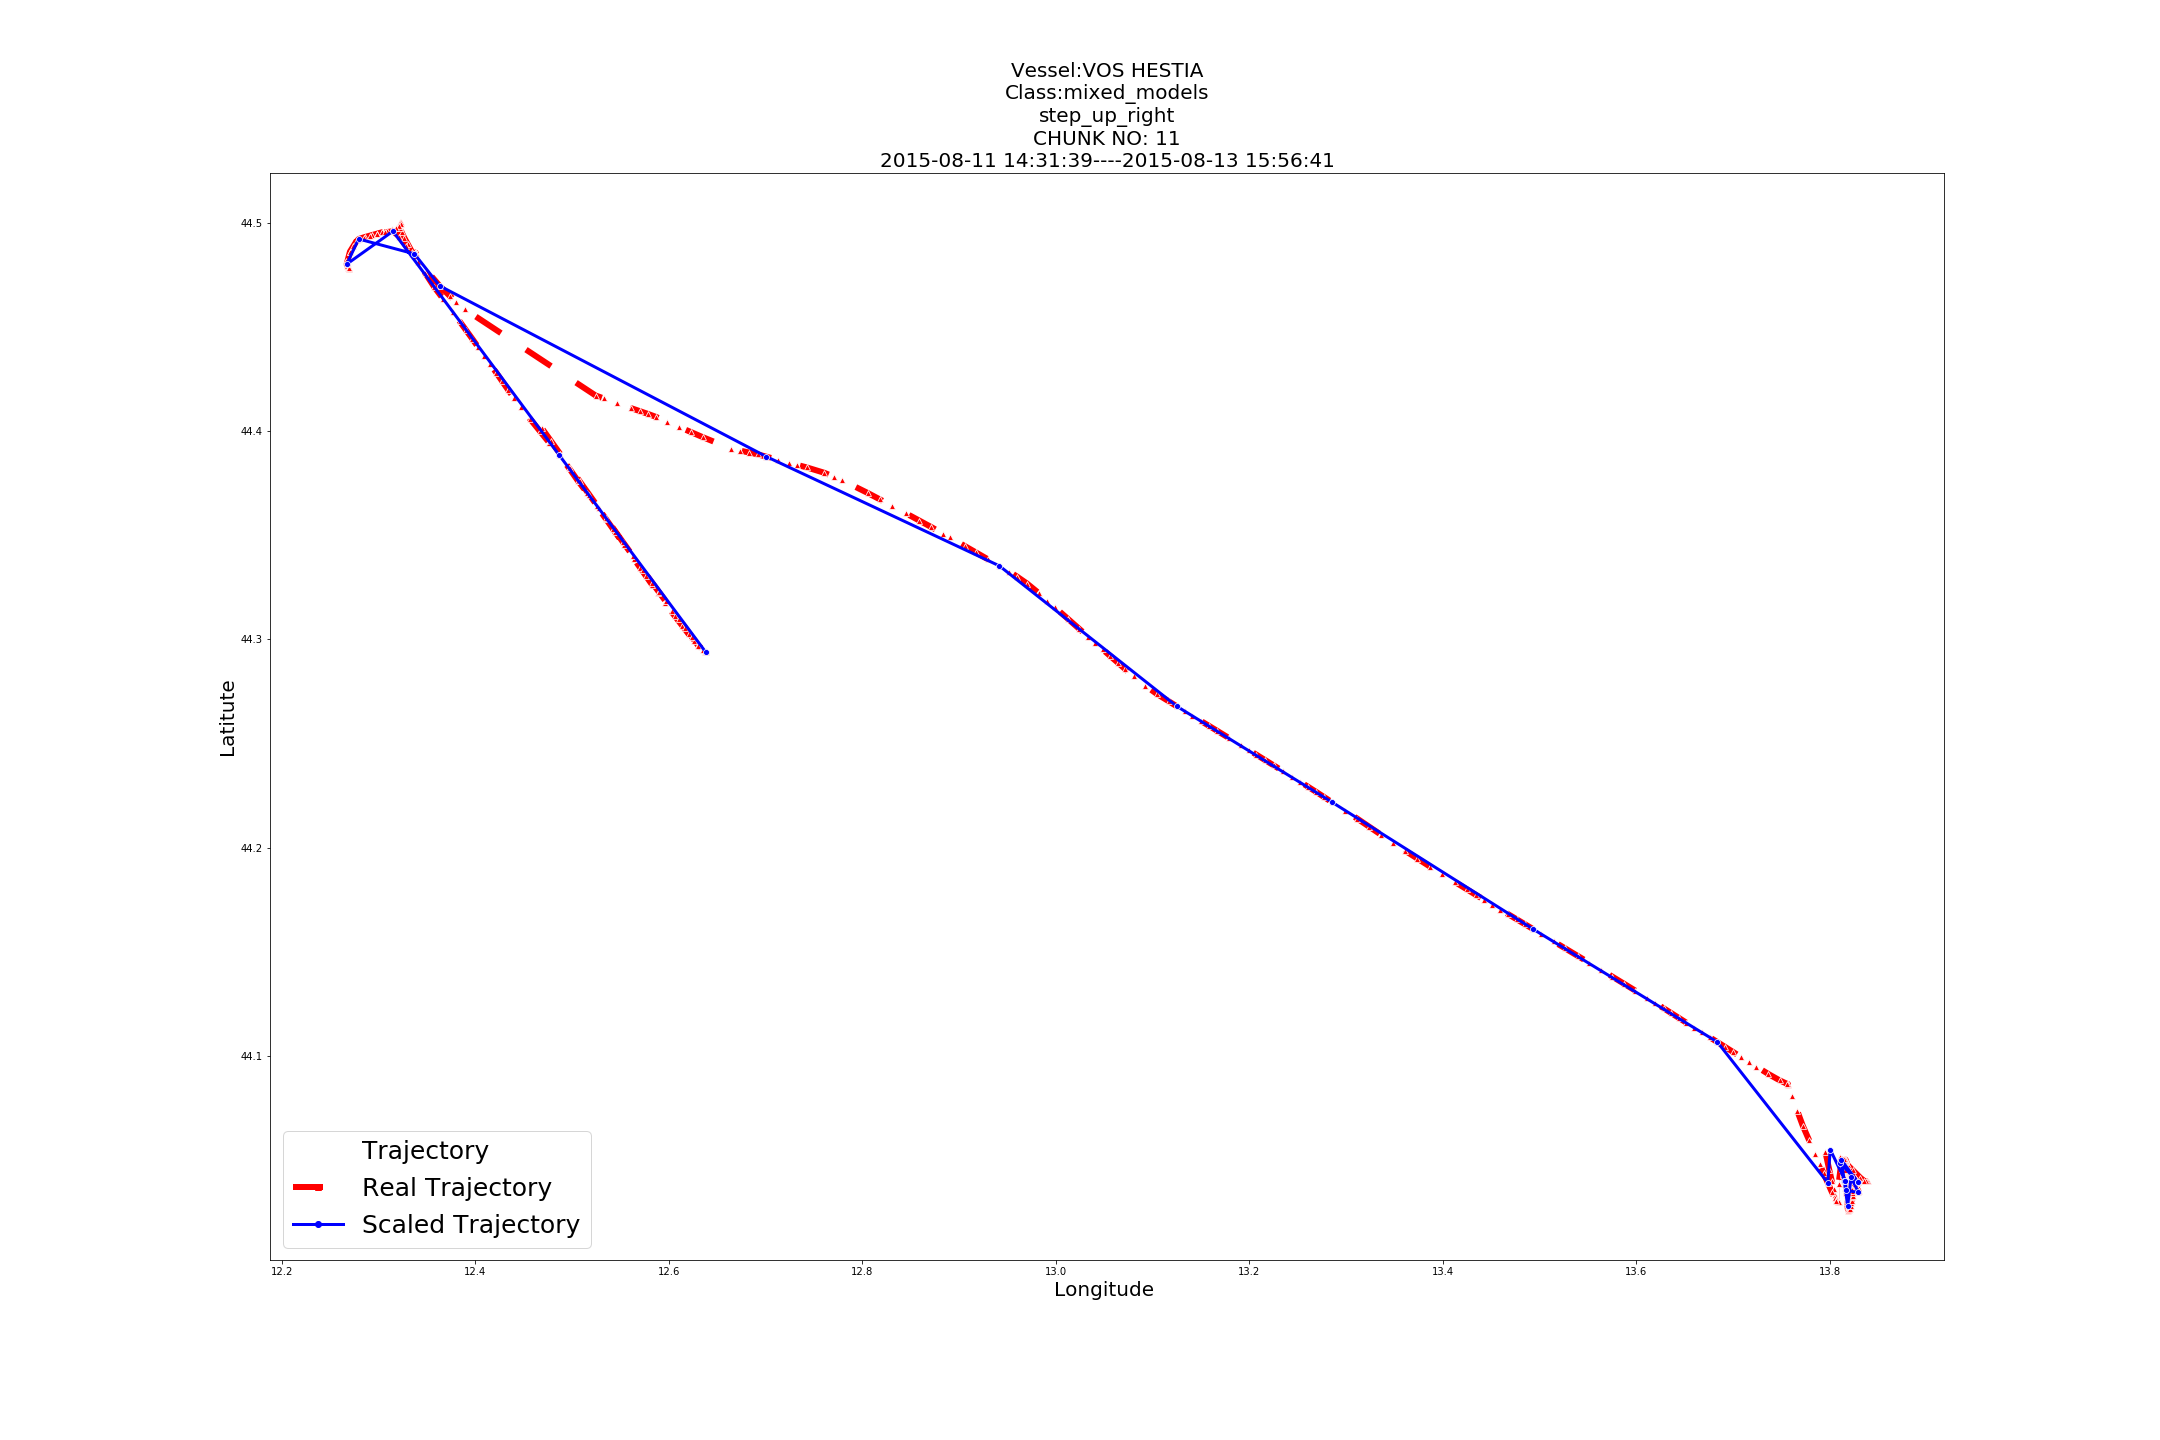 Vessel:VOS HESTIA
Class:mixed_models
step_up_right
CHUNK NO: 11
2015-08-11 14:31:39----2015-08-13 15:56:41
44.5
44.4
44.3
44.2
44.1
Latitute
Trajectory
Real Trajectory
Scaled Trajectory
12.2 12.4 12.6 12.8 13.0 13.2 13.4 13.6 13.8
Longitude